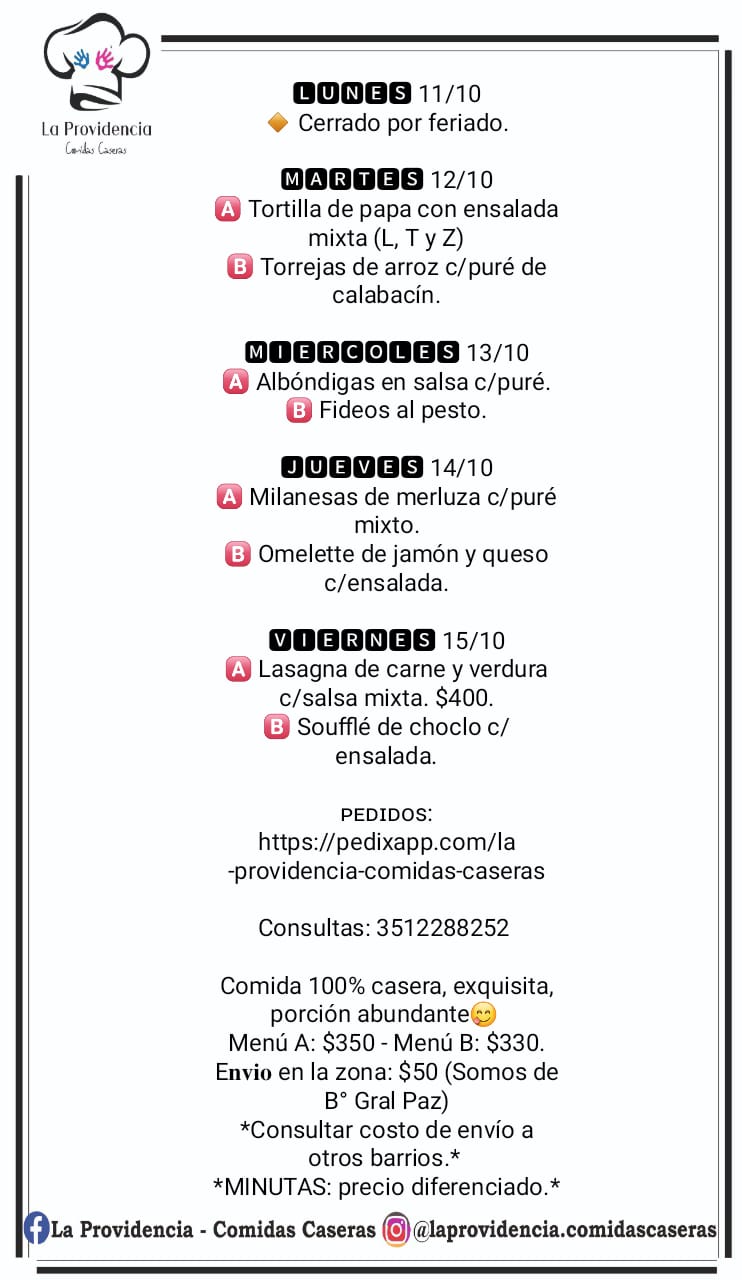 La Providencia
Comidas Caseras
LUNES 11/10
🔸 Cerrado por feriado.
MARTES 12/10
🅰 Tortilla de papa con ensalada
mixta (L, T y Z)
🅱 Torrejas de arroz c/puré de
calabacín.
MIERCOLES 13/10
🅰 Albóndigas en salsa c/puré.
🅱 Fideos al pesto.
JUEVES 14/10
🅰 Milanesas de merluza c/puré
mixto.
🅱 Omelette de jamón y queso
c/ensalada.
VIERNES 15/10
🅰 Lasagna de carne y verdura
c/salsa mixta. $400.
🅱 Soufflé de choclo c/
ensalada.
ᴘᴇᴅɪᴅᴏs:
https://pedixapp.com/la
-providencia-comidas-caseras
Consultas: 3512288252
Comida 100% casera, exquisita,
porción abundante😋
Menú A: $350 - Menú B: $330.
E𝐧𝐯𝐢𝐨 en la zona: $50 (Somos de
B° Gral Paz)
*Consultar costo de envío a
otros barrios.*
*MINUTAS: precio diferenciado.*
La Providencia - Comidas Caseras @laprovidencia.comidascaseras